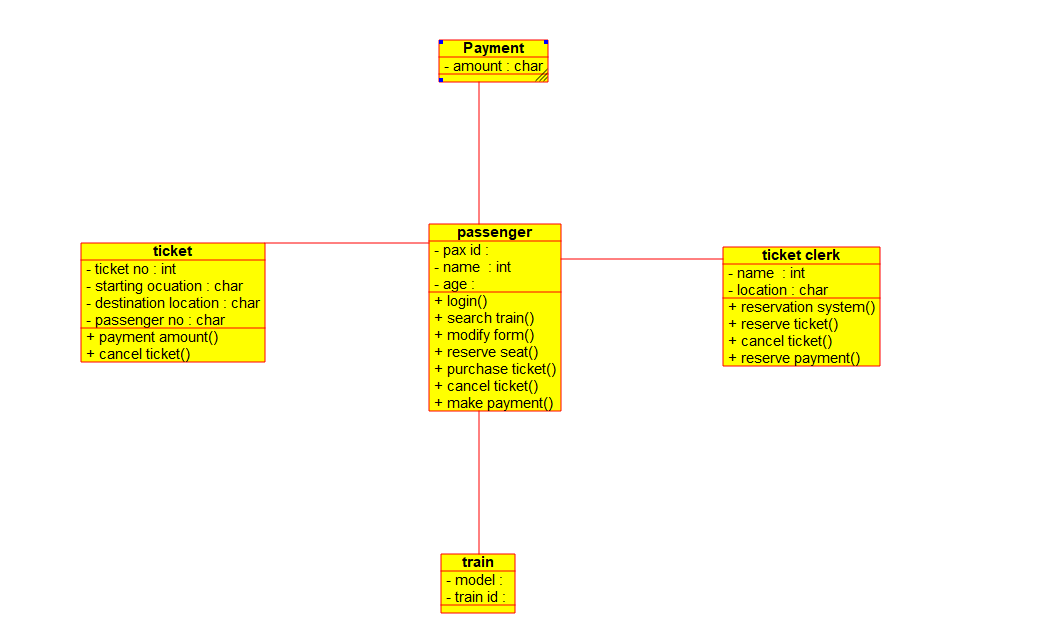 Payment
- amount : char
passenger
- pax id :
- name : int
- age :
+ login()
+ search train()
+ modify form()
+ reserve seat()
+ purchase ticket()
+ cancel ticket()
+ make payment()
ticket
- ticket no : int
- starting ocuation : char
- destination location : char
- passenger no : char
+ payment amount()
+ cancel ticket()
ticket clerk
- name : int
- location : char
+ reservation system()
+ reserve ticket()
+ cancel ticket()
+ reserve payment()
train
- model :
- train id :